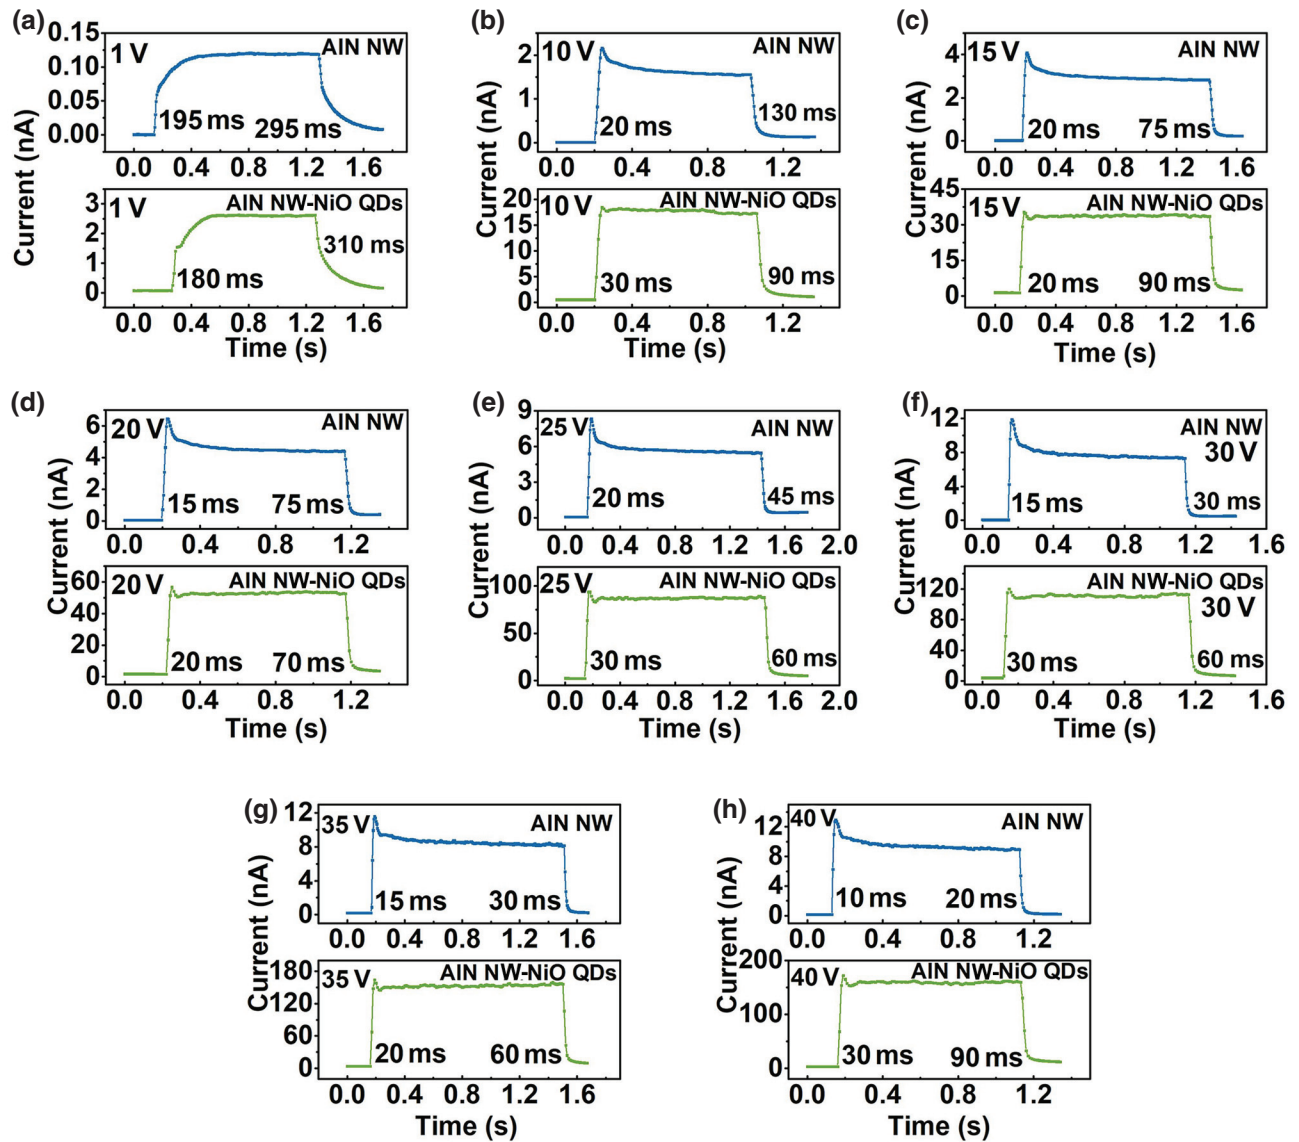 (a)
0.15
0.10
0.05
0.00
1 V
AlN NW
195 ms
295 ms
0.0 0.4 0.8 1.2 1.6
3
2
1
0
1 V
AlN NW-NiO QDs
310 ms
180 ms
0.0 0.4 0.8 1.2 1.6
Current (nA)
Time (s)
(b)
2
1
0
10 V
AlN NW
130 ms
20 ms
0.0 0.4 0.8 1.2
20
15
10
5
0
10 V
AlN NW-NiO QDs
30 ms
90 ms
0.0 0.4 0.8 1.2
Current (nA)
Time (s)
(c)
4
2
0
15 V
AlN NW
20 ms
75 ms
0.0 0.4 0.8 1.2 1.6
45
30
15
0
15 V
AlN NW-NiO QDs
20 ms
90 ms
0.0 0.4 0.8 1.2 1.6
Current (nA)
Time (s)
(d)
6
4
2
0
20 V
AlN NW
15 ms
75 ms
0.0 0.4 0.8 1.2
60
40
20
0
20 V
AlN NW-NiO QDs
20 ms
70 ms
0.0 0.4 0.8 1.2
Current (nA)
Time (s)
(e)
9
6
3
0
25 V
AlN NW
20 ms
45 ms
0.0 0.4 0.8 1.2 1.6 2.0
100
50
0
25 V
AlN NW-NiO QDs
30 ms
60 ms
0.0 0.4 0.8 1.2 1.6 2.0
Current (nA)
Time (s)
(f)
12
8
4
0
AlN NW
30 V
15 ms
30 ms
0.0 0.4 0.8 1.2 1.6
120
80
40
0
AlN NW-NiO QDs
30 V
30 ms
60 ms
0.0 0.4 0.8 1.2 1.6
Current (nA)
Time (s)
(g)
12
8
4
0
35 V
AlN NW
15 ms
30 ms
0.0 0.4 0.8 1.2 1.6
180
120
60
0
35 V
AlN NW-NiO QDs
20 ms
60 ms
0.0 0.4 0.8 1.2 1.6
Current (nA)
Time (s)
(h)
12
8
4
0
40 V
AlN NW
10 ms
20 ms
0.0 0.4 0.8 1.2
200
100
0
40 V
AlN NW-NiO QDs
30 ms
90 ms
0.0 0.4 0.8 1.2
Current (nA)
Time (s)